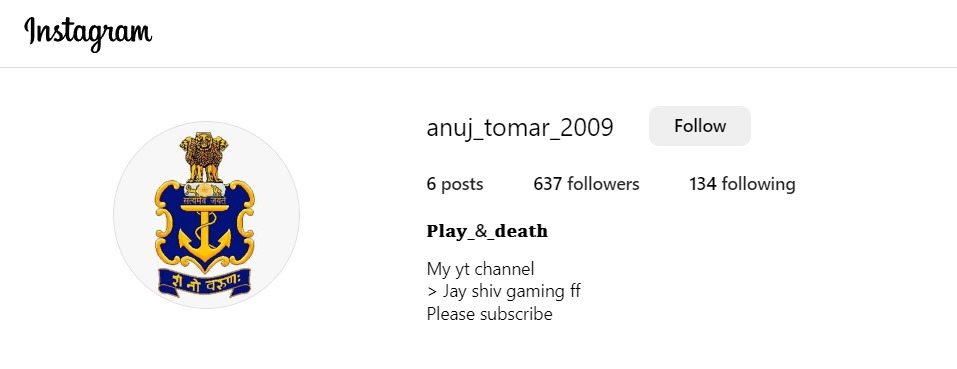 Instagram
anuj_tomar_2009 Follow
6 posts 637 followers 134 following
Play_&_death
My yt channel
> Jay shiv gaming ff
Please subscribe
सत्यमेव जयते
शं नो वरुणः